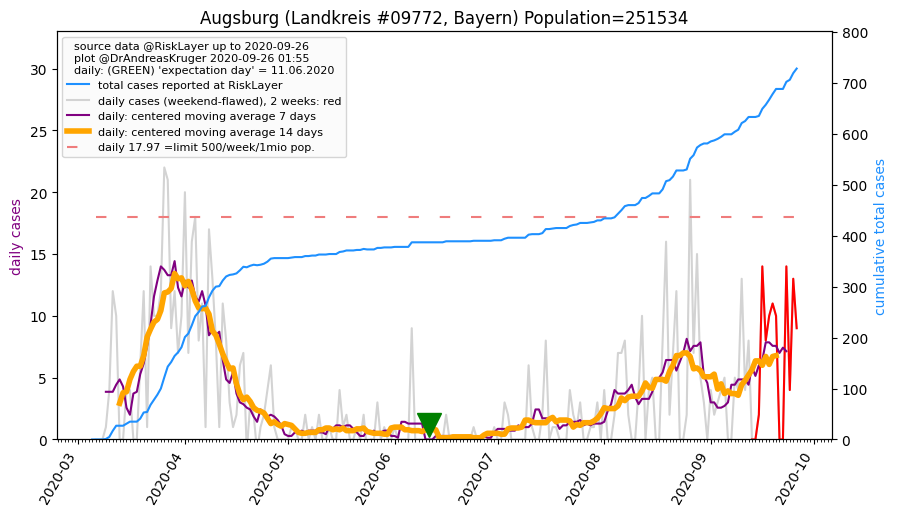 Augsburg (Landkreis #09772, Bayern) Population=251534
source data @RiskLayer up to 2020-09-26
plot @DrAndreasKruger 2020-09-26 01:55
daily: (GREEN) 'expectation day' = 11.06.2020
total cases reported at RiskLayer
daily cases (weekend-flawed), 2 weeks: red
daily: centered moving average 7 days
daily: centered moving average 14 days
daily 17.97 =limit 500/week/1mio pop.
daily cases
30
25
20
15
10
5
0
cumulative total cases
800
700
600
500
400
300
200
100
0
2020-03
2020-04
2020-05
2020-06
2020-07
2020-08
2020-09
2020-10